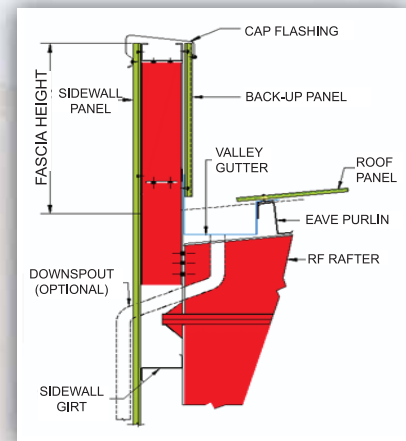 CAP FLASHING
SIDEWALL
PANEL
BACK-UP PANEL
FASCIA HEIGHT
VALLEY
GUTTER
ROOF
PANEL
EAVE PURLIN
RF RAFTER
DOWNSPOUT
(OPTIONAL)
SIDEWALL
GIRT